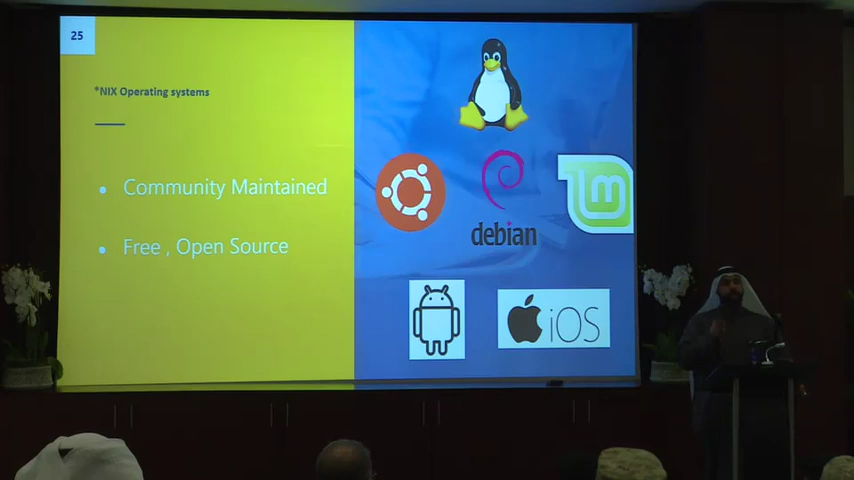 25
*NIX Operating systems
Community Maintained
Free , Open Source
debian
iOS